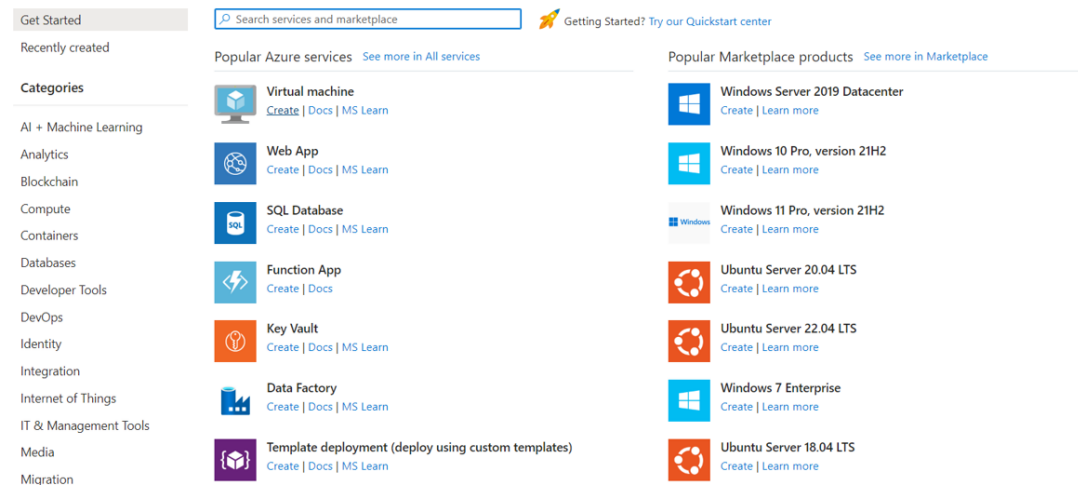 Get Started
Recently created
Categories
AI + Machine Learning
Analytics
Blockchain
Compute
Containers
Databases
Developer Tools
DevOps
Identity
Integration
Internet of Things
IT & Management Tools
Media
Migration
Search services and marketplace
Getting Started? Try our Quickstart center
Popular Azure services See more in All services
Virtual machine
Create | Docs | MS Learn
Web App
Create | Docs | MS Learn
SQL
SQL Database
Create | Docs | MS Learn
Function App
Create | Docs
Key Vault
Create | Docs | MS Learn
Data Factory
Create | Docs | MS Learn
Template deployment (deploy using custom templates)
Create | Docs | MS Learn
Popular Marketplace products See more in Marketplace
Windows Server 2019 Datacenter
Create | Learn more
Windows 10 Pro, version 21H2
Create | Learn more
Windows
Windows 11 Pro, version 21H2
Create | Learn more
Ubuntu Server 20.04 LTS
Create | Learn more
Ubuntu Server 22.04 LTS
Create | Learn more
Windows 7 Enterprise
Create | Learn more
Ubuntu Server 18.04 LTS
Create | Learn more